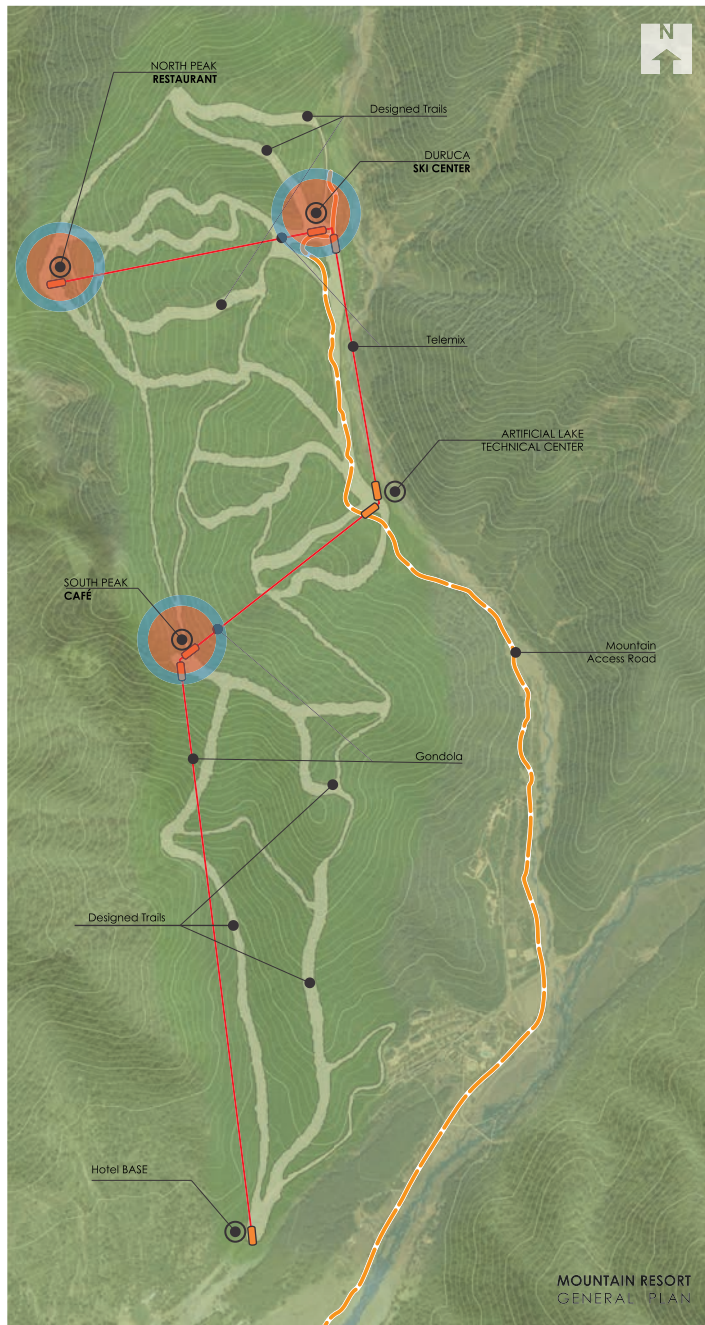 N
NORTH PEAK
RESTAURANT
Designed Trails
DURUCA
SKI CENTER
Telemix
ARTIFICIAL LAKE
TECHNICAL CENTER
SOUTH PEAK
CAFÉ
Mountain
Access Road
Gondola
Designed Trails
Hotel BASE
MOUNTAIN RESORT
GENERAL PLAN